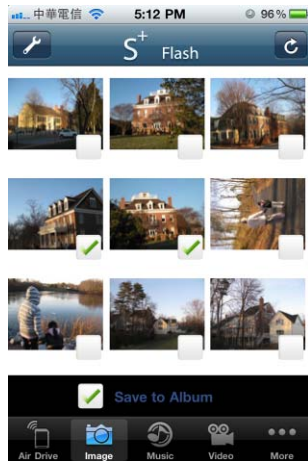 中華電信 5:12 PM 96%
S+ Flash
Save to Album
Air Drive Image Music Video More